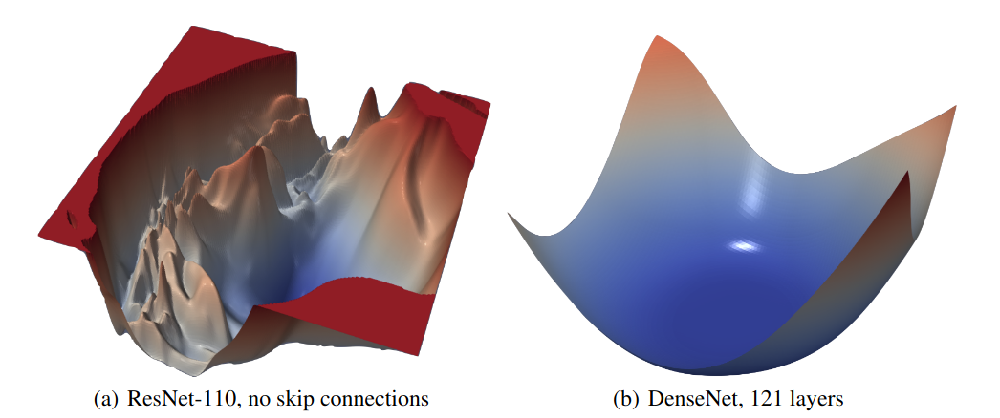 (a) ResNet-110, no skip connections
(b) DenseNet, 121 layers